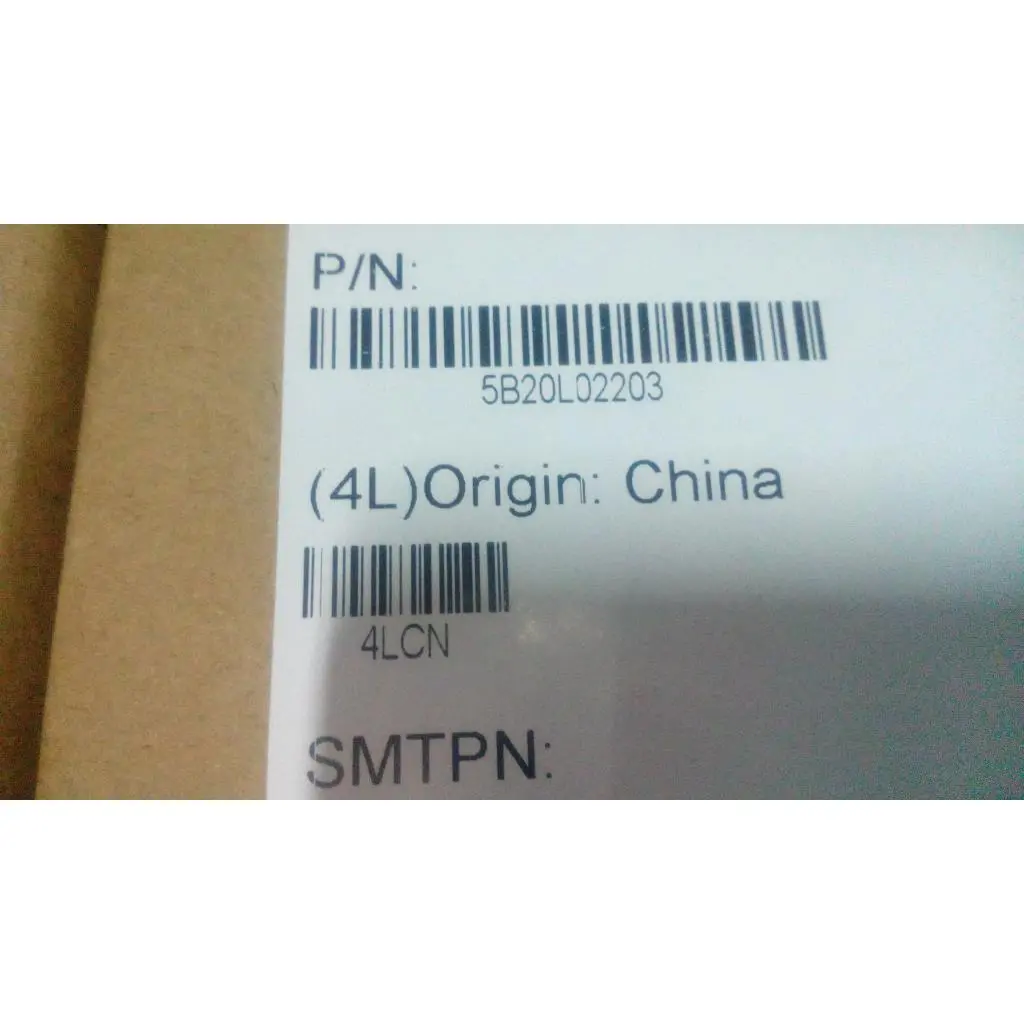 P/N:
5B20L02203
(4L)Origin: China
4LCN
SMTPN: